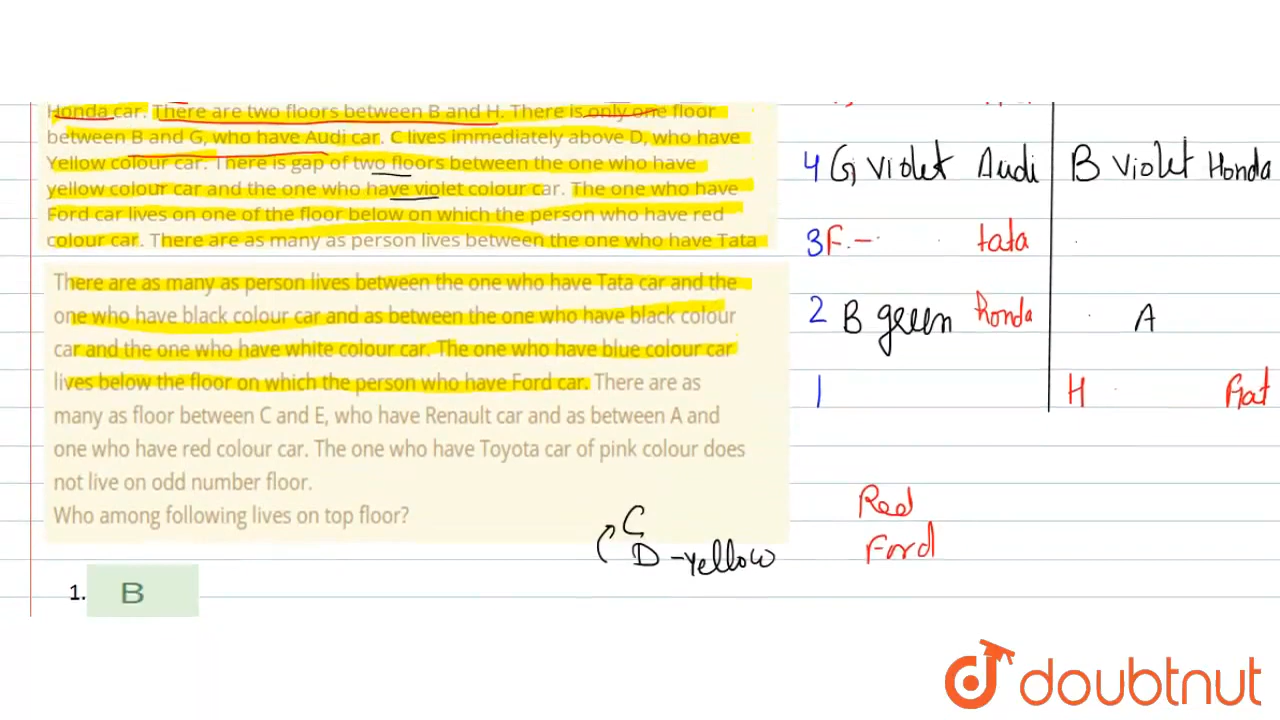 Honda car. There are two floors between B and H. There is only one floor
between B and G, who have Audi car. C lives immediately above D, who have
Yellow colour car. There is gap of two floors between the one who have
yellow colour car and the one who have violet colour car. The one who have
Ford car lives on one of the floor below on which the person who have red
colour car. There are as many as person lives between the one who have Tata
There are as many as person lives between the one who have Tata car and the
one who have black colour car and as between the one who have black colour
car and the one who have white colour car. The one who have blue colour car
lives below the floor on which the person who have Ford car. There are as
many as floor between C and E, who have Renault car and as between A and
one who have red colour car. The one who have Toyota car of pink colour does
not live on odd number floor.
Who among following lives on top floor?
C
D -yellow
1. B
4 G violet Audi B violet Honda
3 F. - tata
2 B green Honda A
1 H
Red
Ford
doubtnut